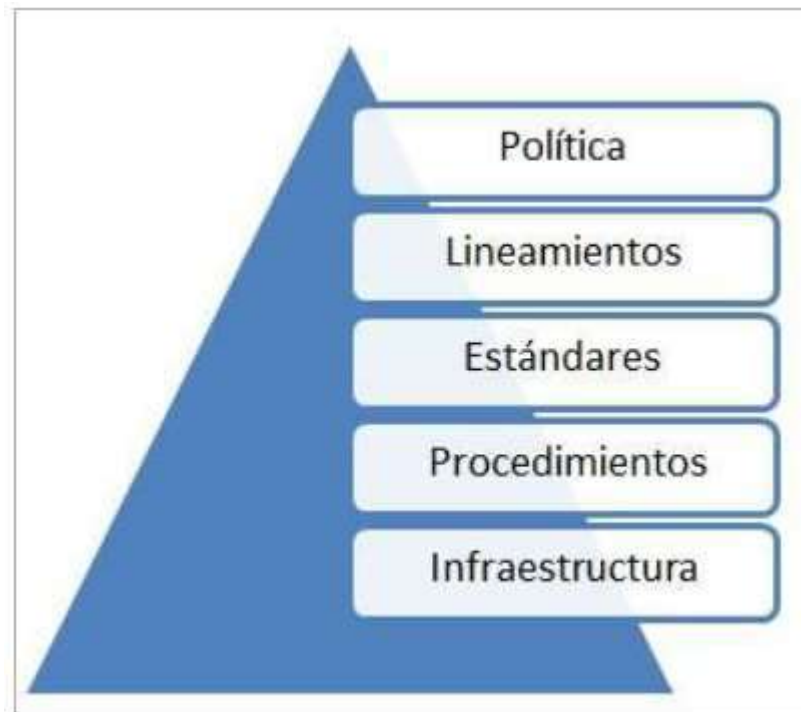 Política
Lineamientos
Estándares
Procedimientos
Infraestructura